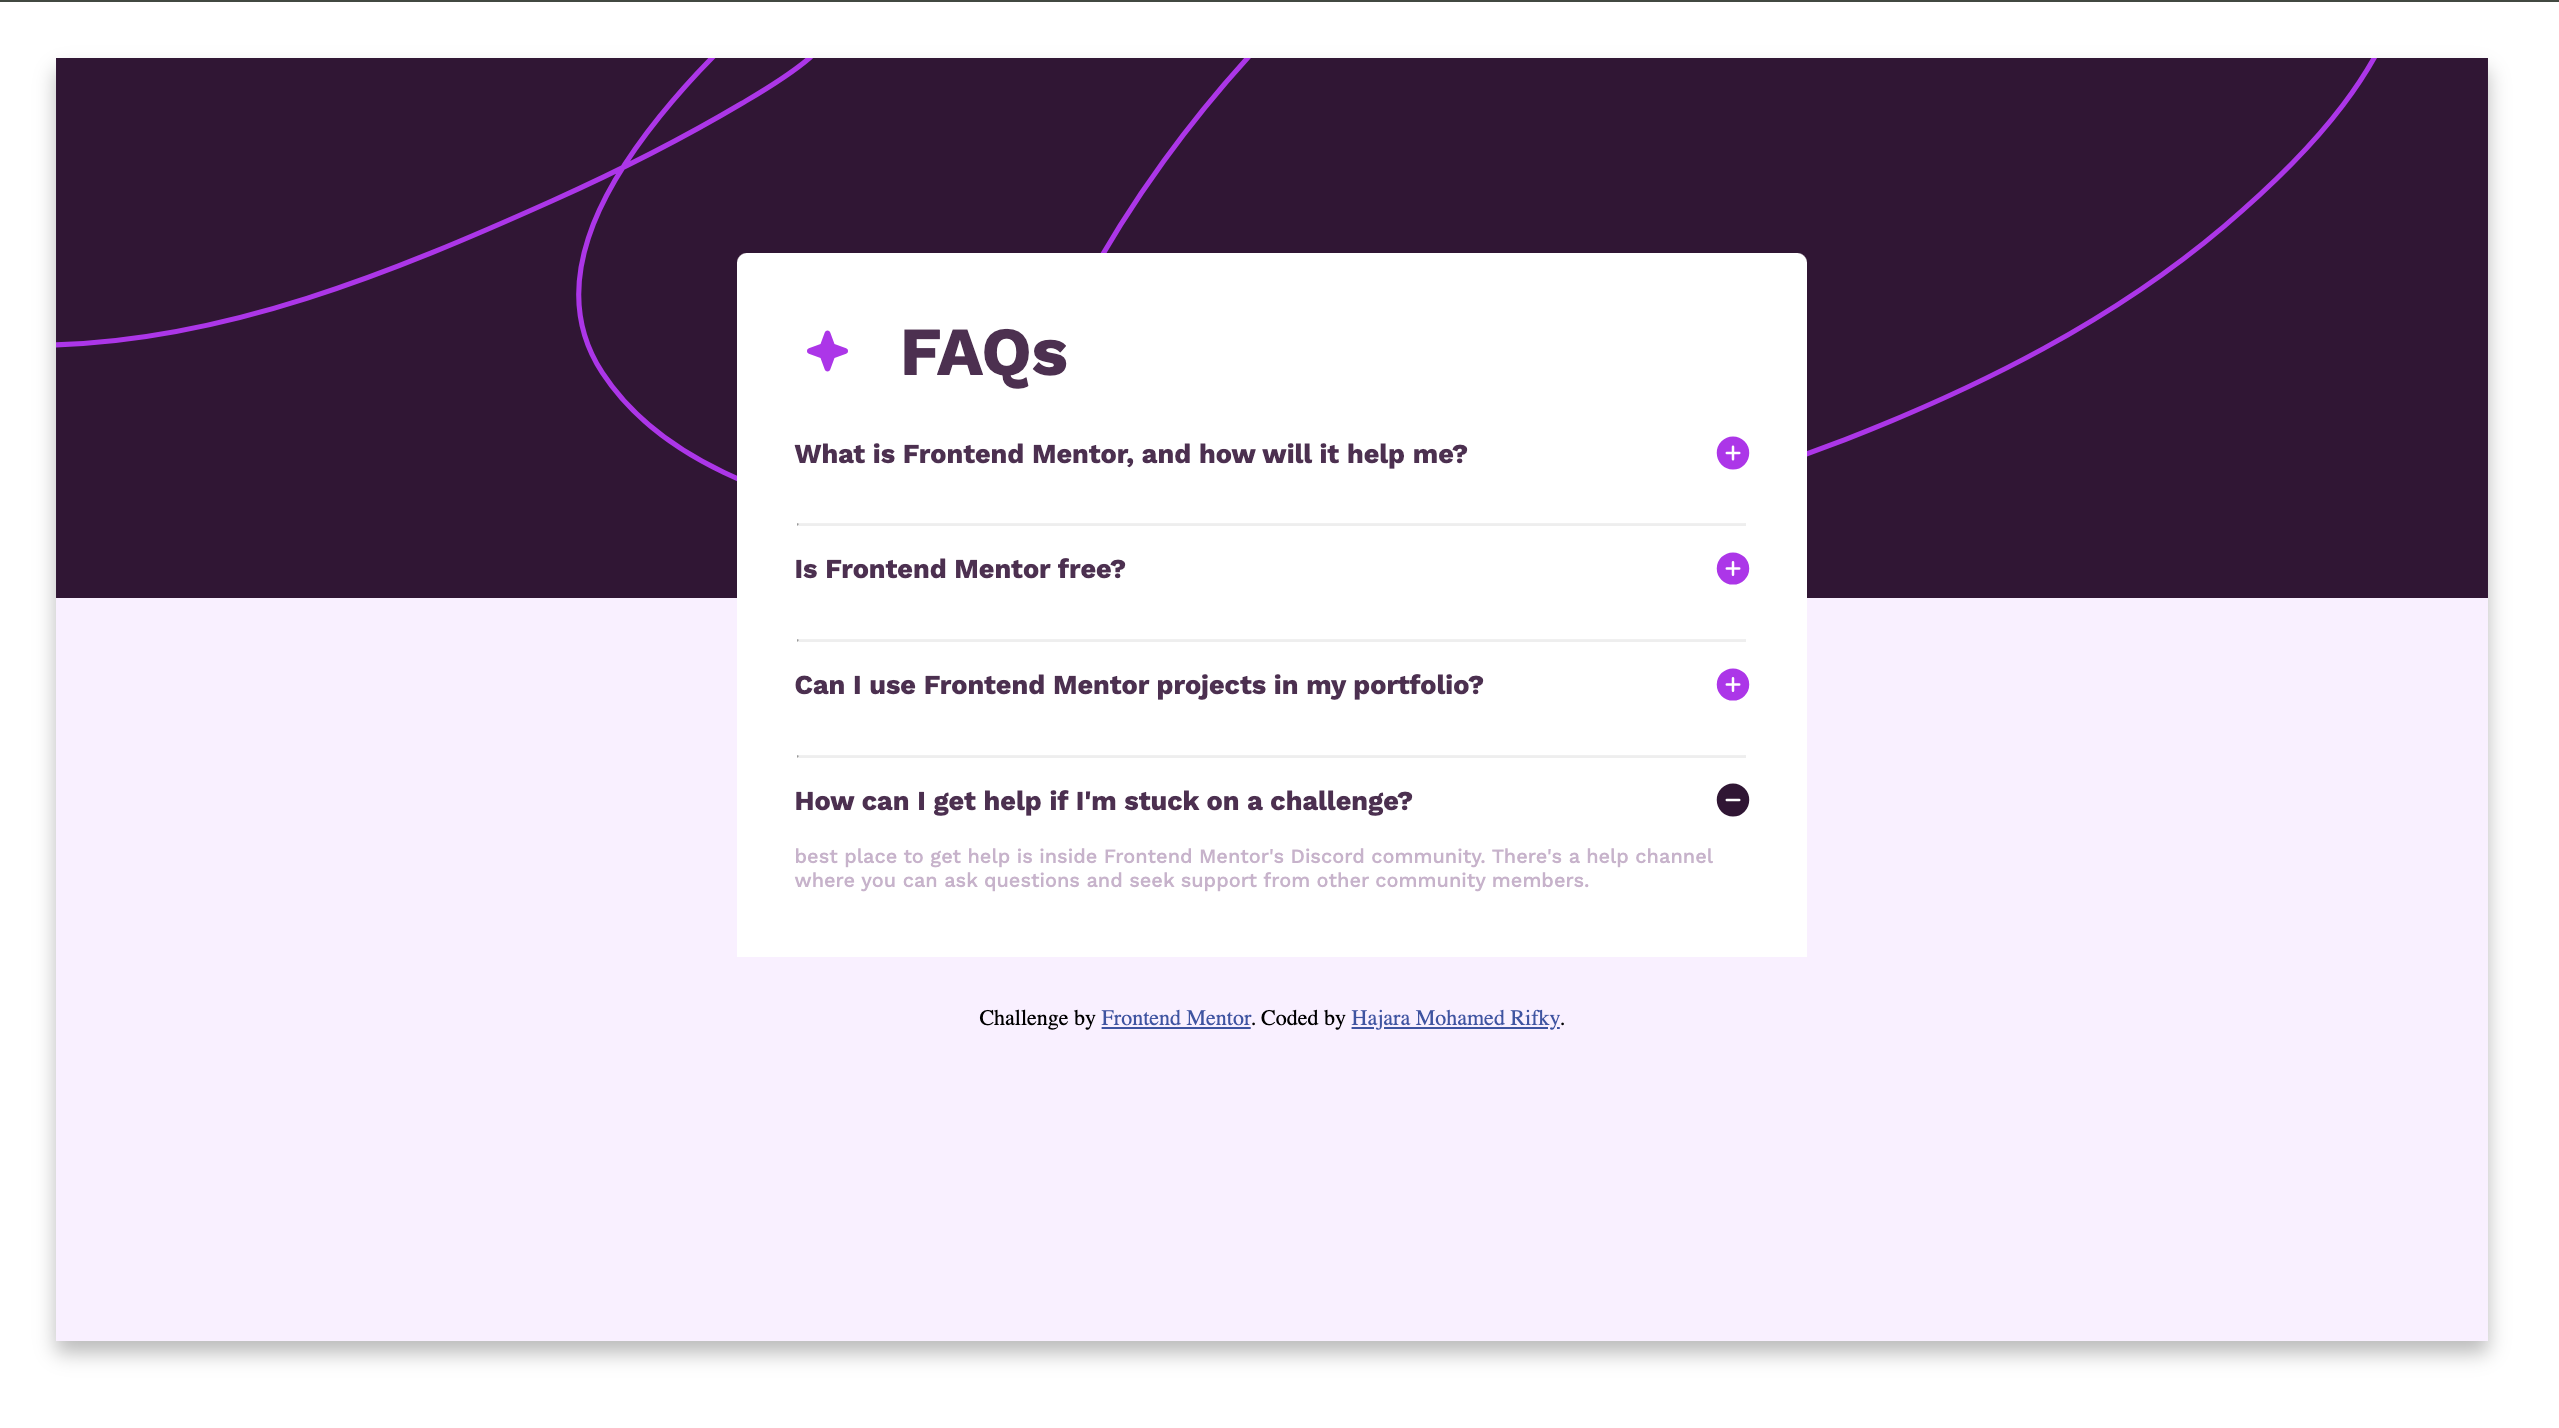 FAQs
What is Frontend Mentor, and how will it help me?
Is Frontend Mentor free?
Can I use Frontend Mentor projects in my portfolio?
How can I get help if I'm stuck on a challenge?
best place to get help is inside Frontend Mentor's Discord community. There's a help channel
where you can ask questions and seek support from other community members.
Challenge by Frontend Mentor. Coded by Hajara Mohamed Rifky.